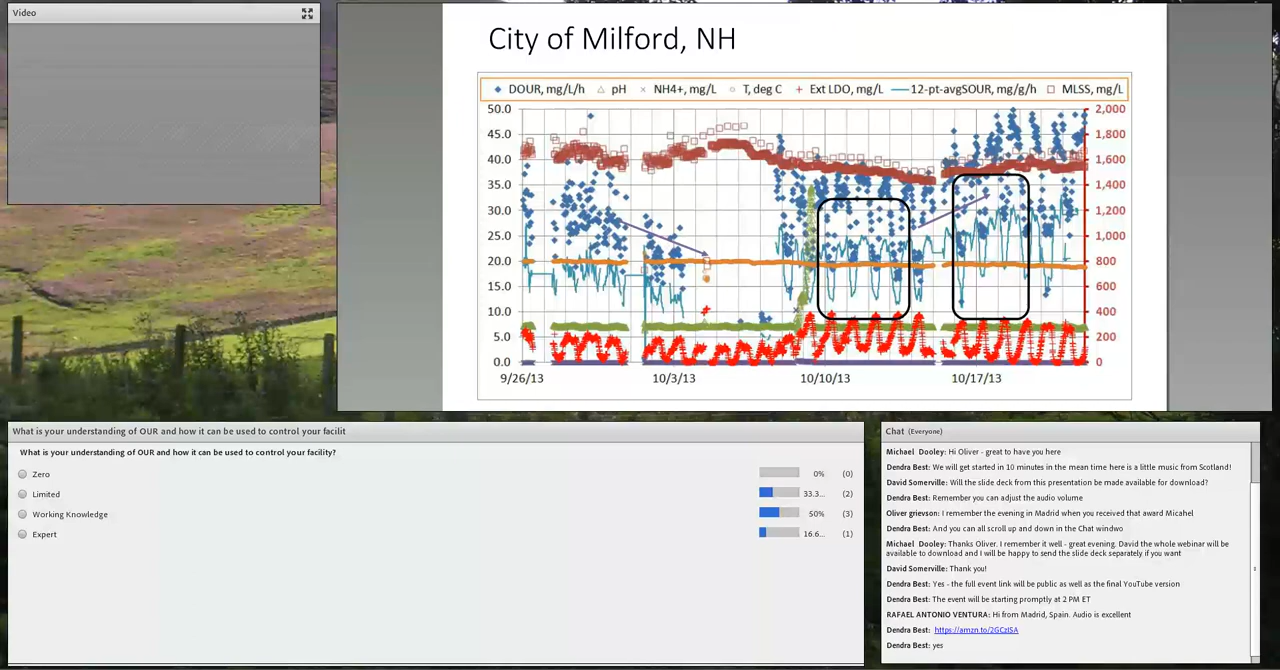 Video
City of Milford, NH
DOUR, mg/L/h pH NH4+, mg/L T, deg C Ext LDO, mg/L 12-pt-avgSOUR, mg/g/h MLSS, mg/L
50.0 2,000
45.0 1,800
40.0 1,600
35.0 1,400
30.0 1,200
25.0 1,000
20.0 800
15.0 600
10.0 400
5.0 200
0.0 0
9/26/13 10/3/13 10/10/13 10/17/13
What is your understanding of OUR and how it can be used to control your facilit
What is your understanding of OUR and how it can be used to control your facility?
Zero 0% (0)
Limited 33.3... (2)
Working Knowledge 50% (3)
Expert 16.6... (1)
Chat (Everyone)
Michael Dooley: Hi Oliver - great to have you here
Dendra Best: We will get started in 10 minutes in the mean time here is a little music from Scotland!
David Somerville: Will the slide deck from this presentation be made available for download?
Dendra Best: Remember you can adjust the audio volume
Oliver grievson: I remember the evening in Madrid when you received that award Micahel
Dendra Best: And you can all scroll up and down in the Chat windwo
Michael Dooley: Thanks Oliver. I remember it well - great evening. David the whole webinar will be
available to download and I will be happy to send the slide deck separately if you want
David Somerville: Thank you!
Dendra Best: Yes - the full event link will be public as well as the final YouTube version
Dendra Best: The event will be starting promptly at 2 PM ET
RAFAEL ANTONIO VENTURA: Hi from Madrid, Spain. Audio is excellent
Dendra Best: https://amzn.to/2GCzlSA
Dendra Best: yes